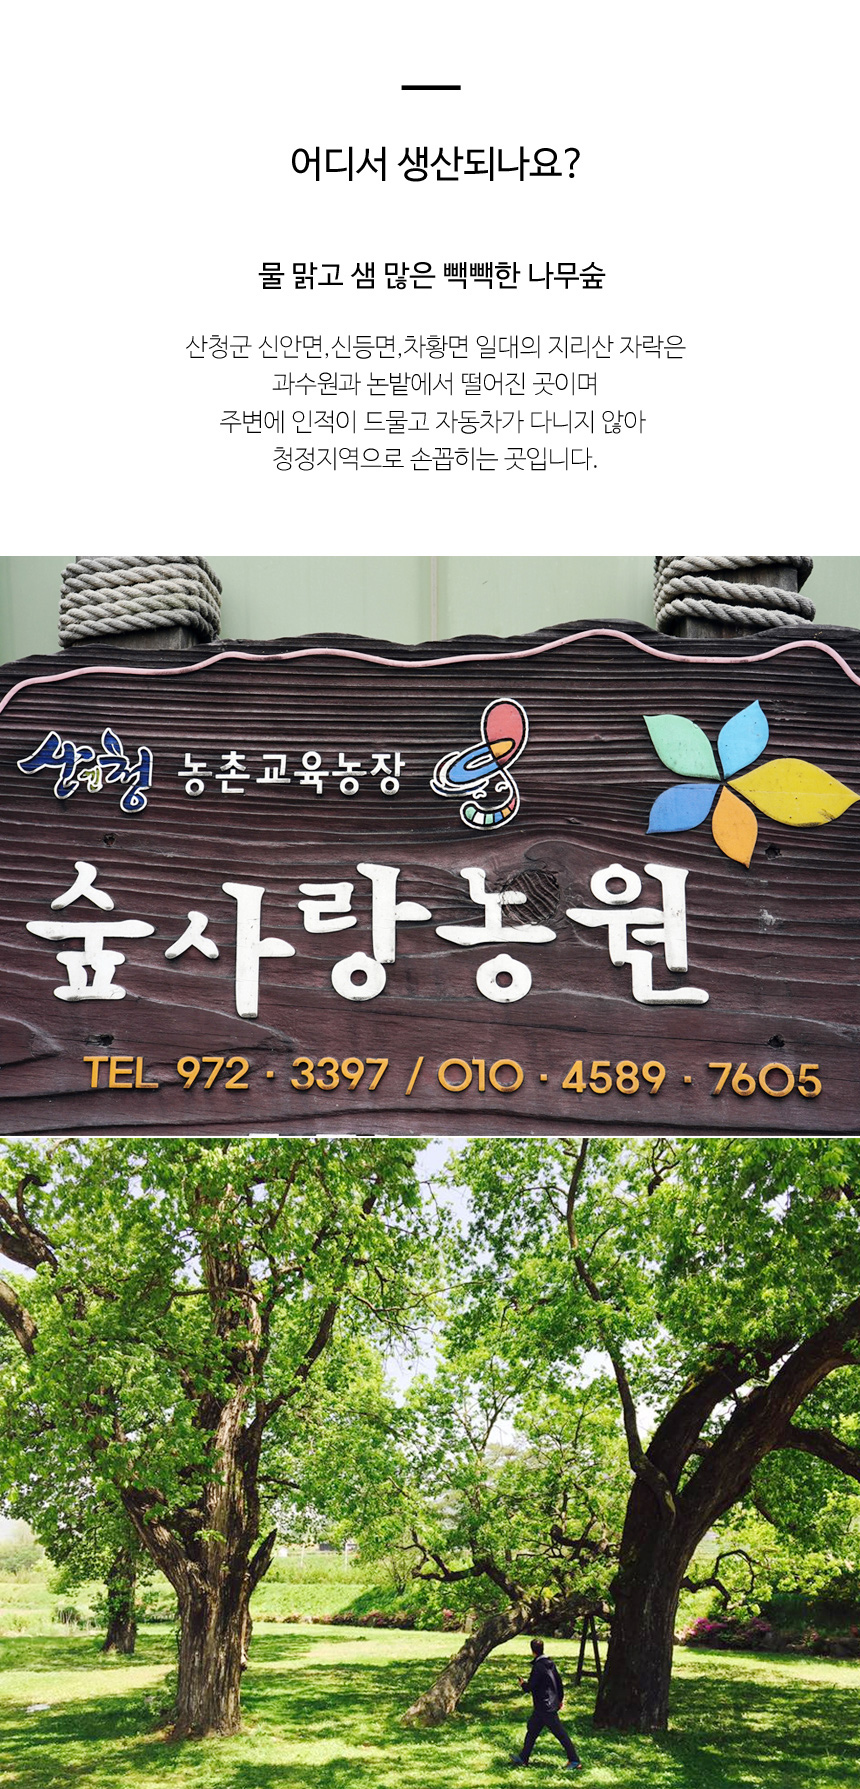 어디서 생산되나요?
물 맑고 샘 많은 빽빽한 나무숲
산청군 신안면,신등면,차황면 일대의 지리산 자락은
과수원과 논밭에서 떨어진 곳이며
주변에 인적이 드물고 자동차가 다니지 않아
청정지역으로 손꼽히는 곳입니다.
산엔청 농촌교육농장
숲사랑농원
TEL 972 · 3397 / 010 · 4589 · 7605